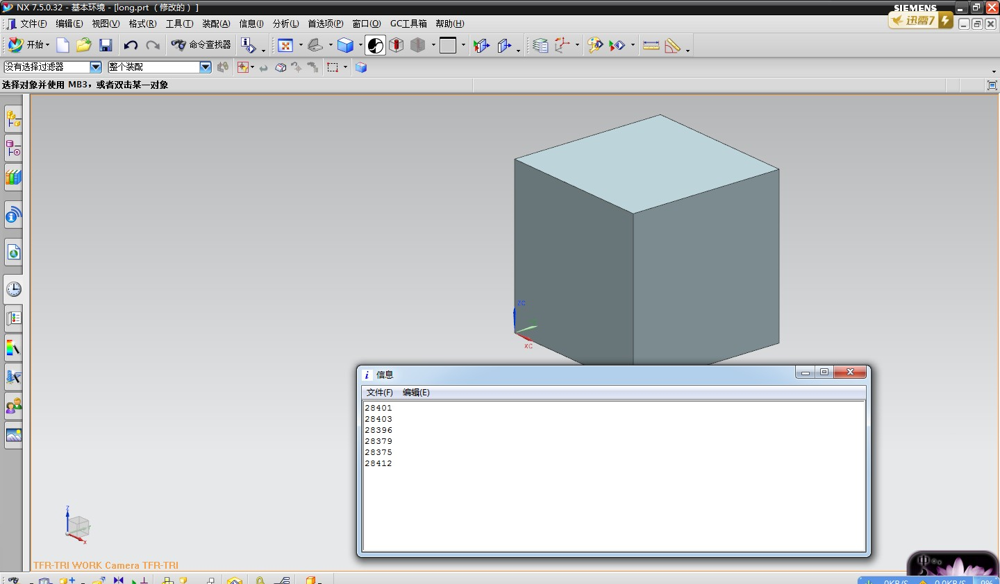 NX 7.5.0.32 - 基本环境 - [long.prt （修改的） ]
SIEMENS
迅雷7
文件(F) 编辑(E) 视图(V) 格式(R) 工具(T) 装配(A) 信息(I) 分析(L) 首选项(P) 窗口(O) GC工具箱 帮助(H)
开始 命令查找器
没有选择过滤器 整个装配
选择对象并使用 MB3，或者双击某一对象
ZC
XC
信息
文件(F) 编辑(E)
28401
28403
28396
28379
28375
28412
Z
X
TFR-TRI WORK Camera TFR-TRI
中
0KB/S 0.0KB/S 9%